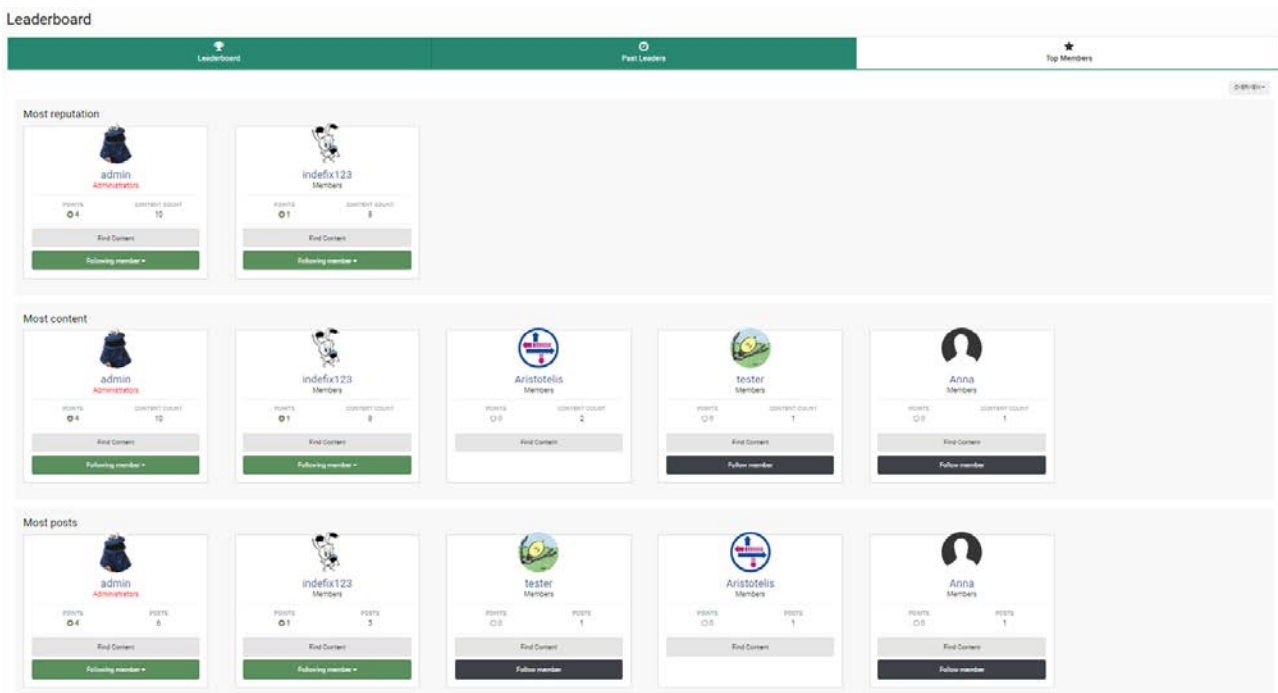 Leaderboard
Leaderboard
Past Leaders
Top Members
OVERVIEW
Most reputation
admin indefix123
Administrators Members
POINTS CONTENT COUNT POINTS CONTENT COUNT
4 10 1 8
Find Content Find Content
Following member Following member
Most content
admin indefix123 Aristotelis tester Anna
Administrators Members Members Members Members
POINTS CONTENT COUNT POINTS CONTENT COUNT POINTS CONTENT COUNT POINTS CONTENT COUNT POINTS CONTENT COUNT
4 10 1 8 0 2 0 1 0 1
Find Content Find Content Find Content Find Content Find Content
Following member Following member Follow member Follow member
Most posts
admin indefix123 tester Aristotelis Anna
Administrators Members Members Members Members
POINTS POSTS POINTS POSTS POINTS POSTS POINTS POSTS POINTS POSTS
4 6 1 0 1 0 1 0 1
Find Content Find Content Find Content Find Content Find Content
Following member Following member Follow member Follow member